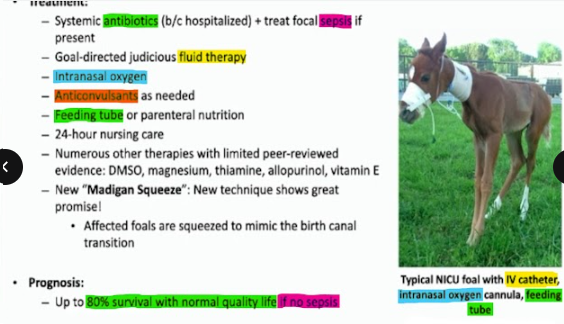 Treatment:
– Systemic antibiotics (b/c hospitalized) + treat focal sepsis if
present
– Goal-directed judicious fluid therapy
– Intranasal oxygen
– Anticonvulsants as needed
– Feeding tube or parenteral nutrition
– 24-hour nursing care
– Numerous other therapies with limited peer-reviewed
evidence: DMSO, magnesium, thiamine, allopurinol, vitamin E
– New "Madigan Squeeze": New technique shows great
promise!
• Affected foals are squeezed to mimic the birth canal
transition
• Prognosis:
– Up to 80% survival with normal quality life if no sepsis
Typical NICU foal with IV catheter,
intranasal oxygen cannula, feeding
tube